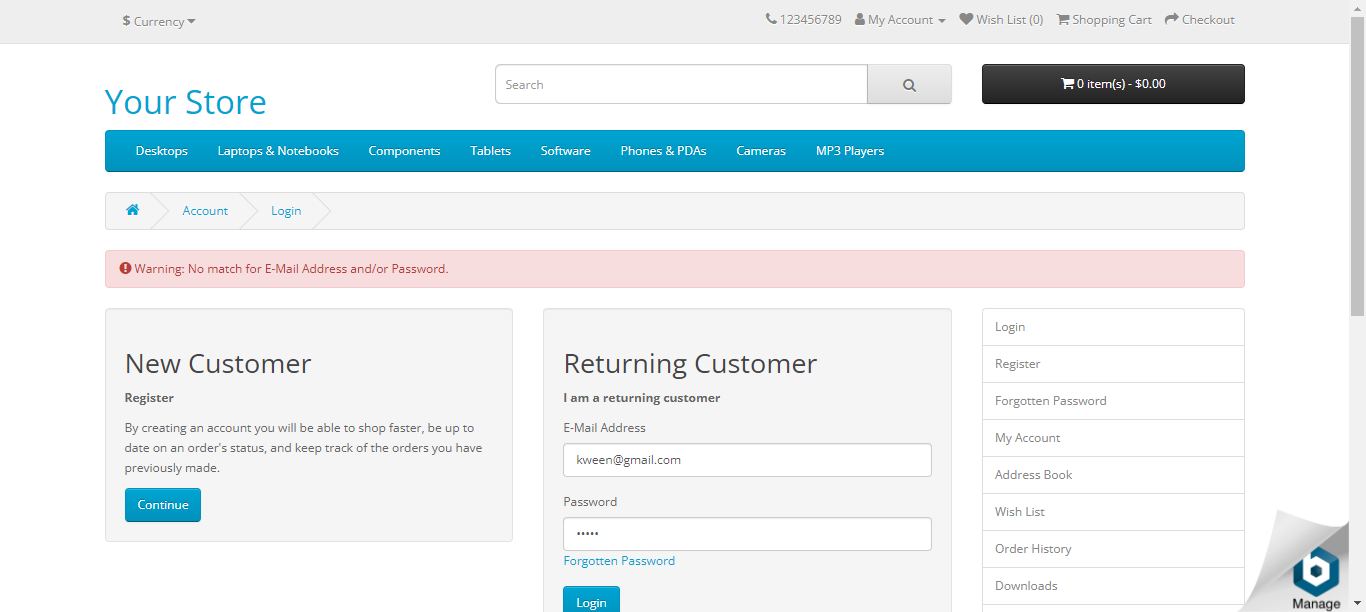 $ Currency
123456789 My Account Wish List (0) Shopping Cart Checkout
Your Store
Search
0 item(s) - $0.00
Desktops Laptops & Notebooks Components Tablets Software Phones & PDAs Cameras MP3 Players
Account Login
Warning: No match for E-Mail Address and/or Password.
New Customer
Register
By creating an account you will be able to shop faster, be up to
date on an order's status, and keep track of the orders you have
previously made.
Continue
Returning Customer
I am a returning customer
E-Mail Address
kween@gmail.com
Password
•••••
Forgotten Password
Login
Login
Register
Forgotten Password
My Account
Address Book
Wish List
Order History
Downloads
Manage